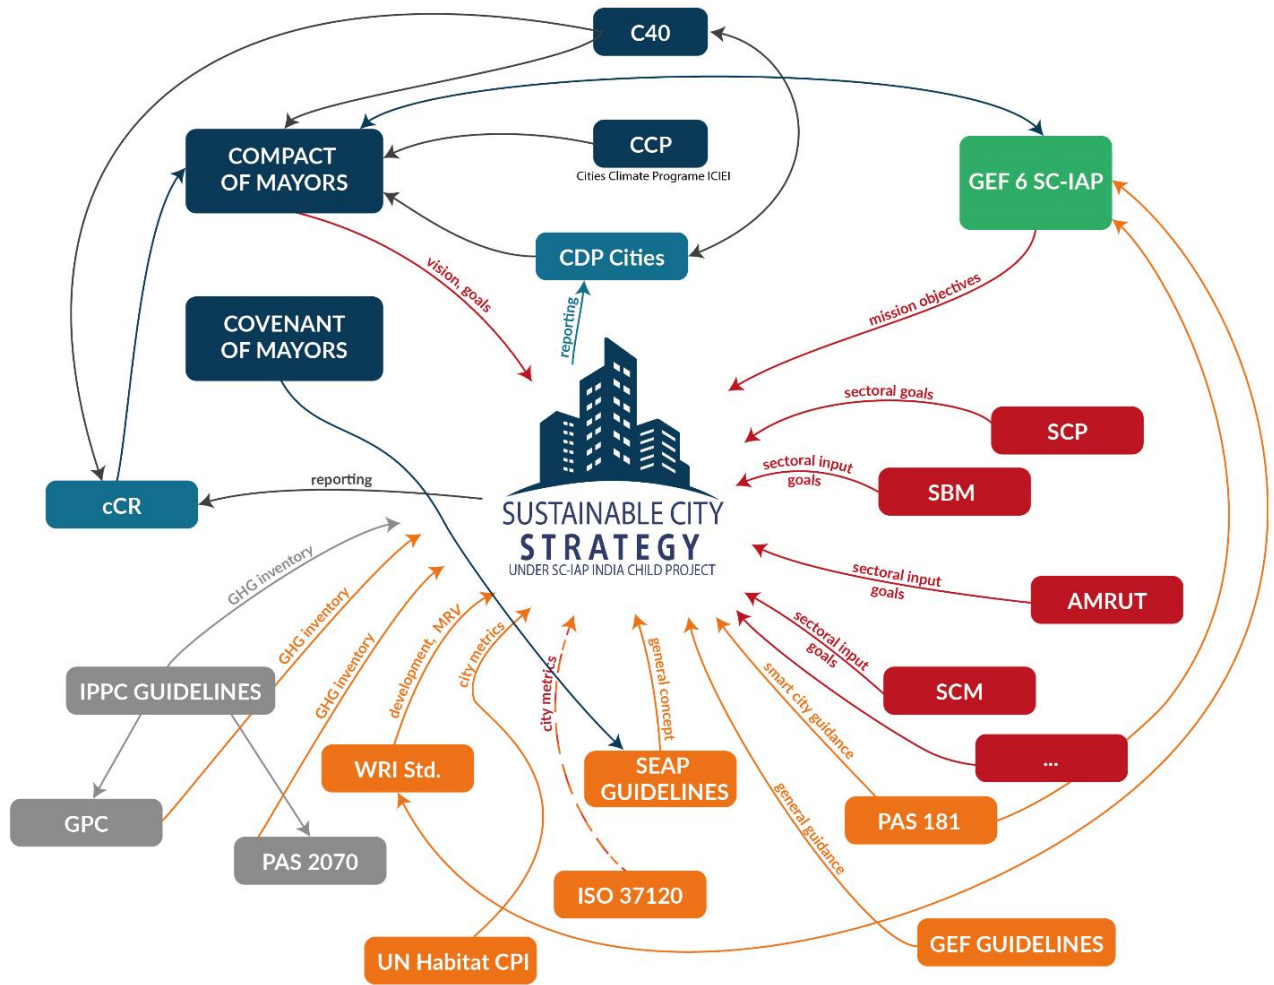 C40
COMPACT
OF MAYORS
CCP
Cities Climate Programe ICIEI
GEF 6 SC-IAP
CDP Cities
vision, goals
reporting
mission objectives
COVENANT
OF MAYORS
sectoral goals
SCP
sectoral input
goals
SBM
reporting
cCR
SUSTAINABLE CITY
STRATEGY
UNDER SC-IAP INDIA CHILD PROJECT
GHG inventory
sectoral input
goals
AMRUT
GHG inventory
GHG inventory
development, MRV
city metrics
city metrics
general concept
smart city guidance
sectoral input
goals
SCM
IPPC GUIDELINES
WRI Std.
SEAP
GUIDELINES
...
GPC
PAS 2070
general guidance
PAS 181
ISO 37120
UN Habitat CPI
GEF GUIDELINES